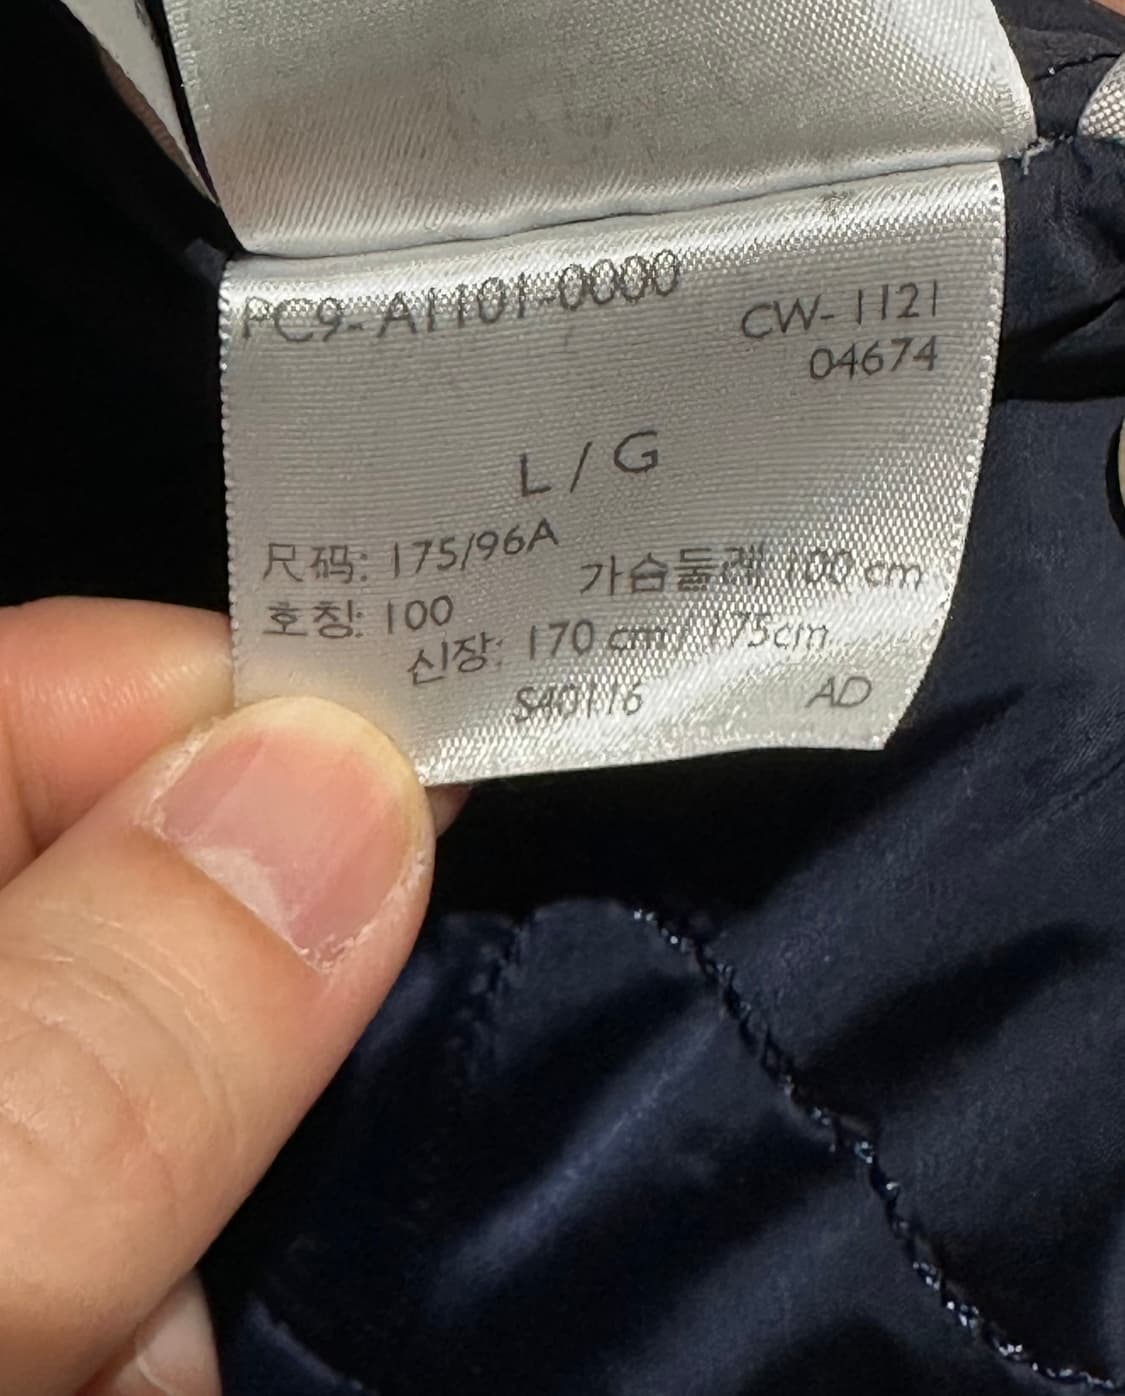 PC9-A1101-0000
CW-1121
04674
L / G
尺码: 175/96A
가슴둘레 100 cm
호칭: 100
신장: 170 cm / 175cm
S40116 AD